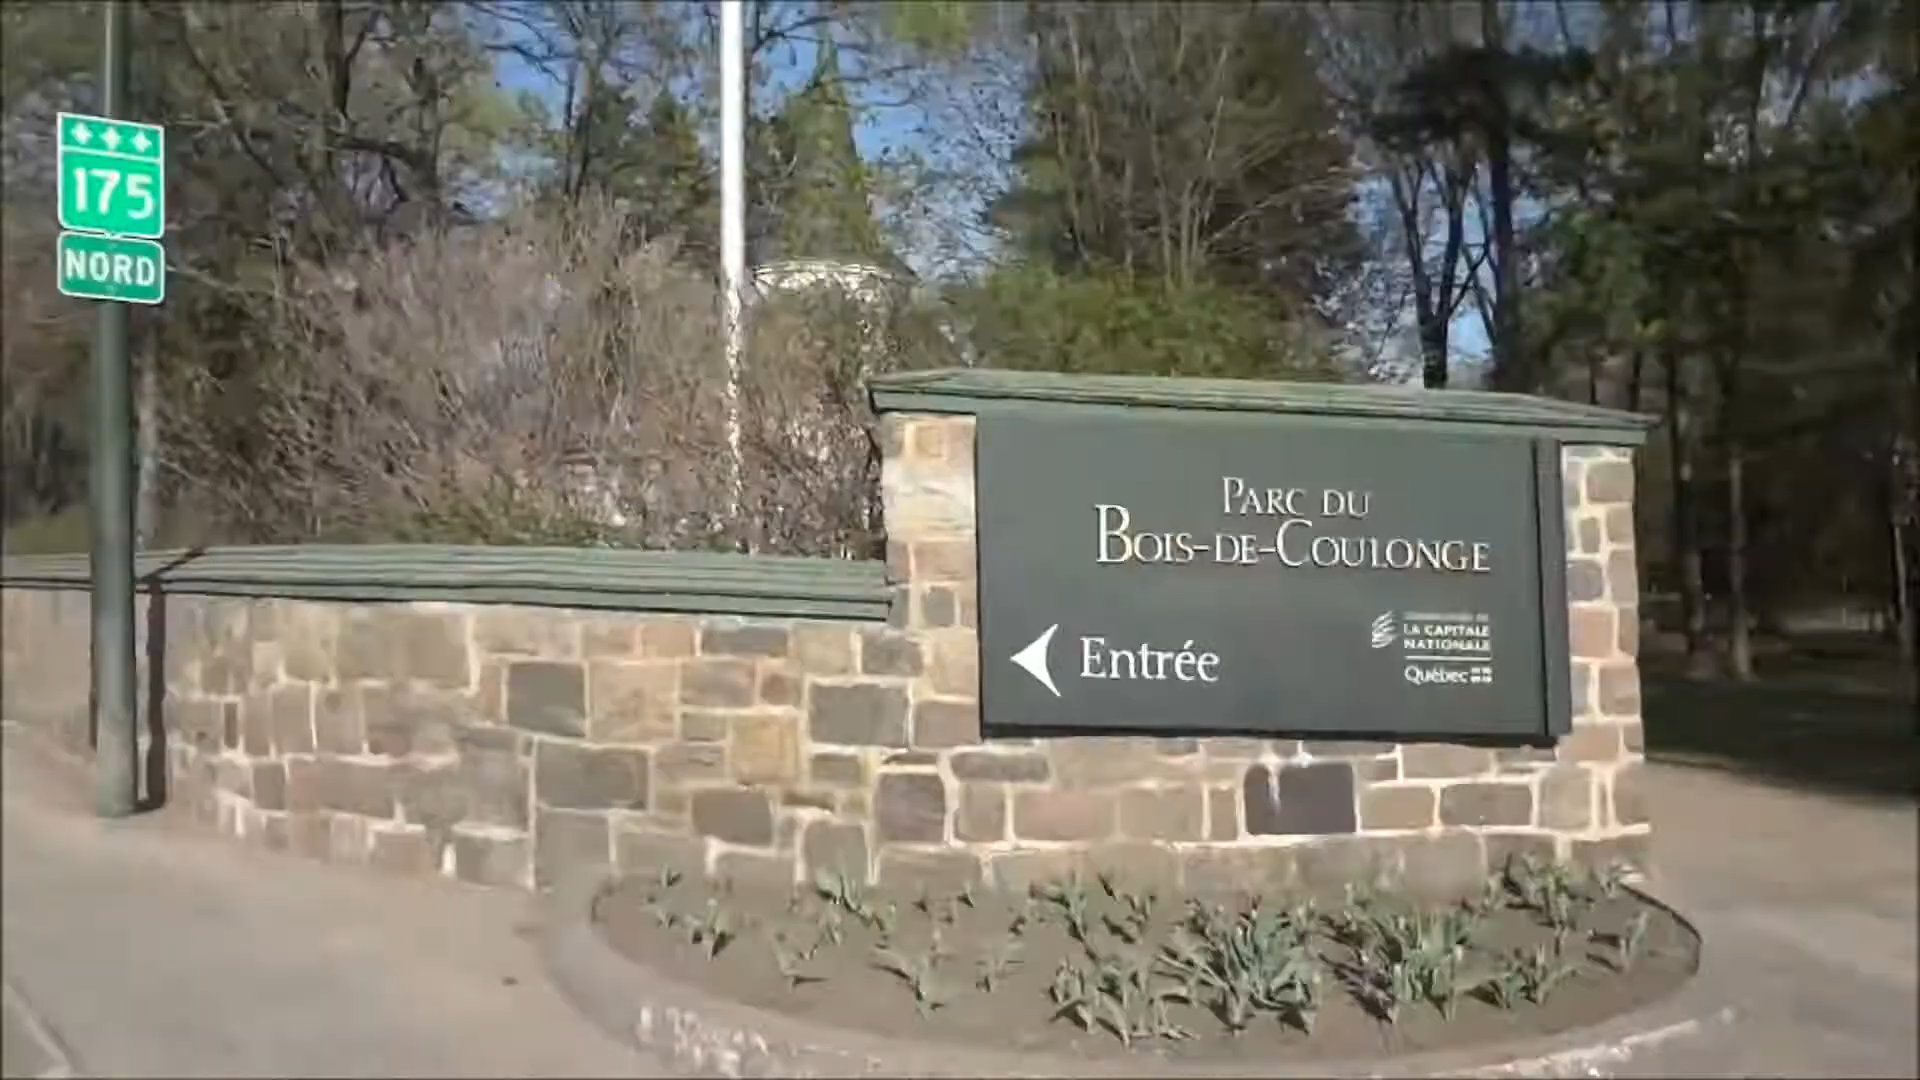 175
NORD
PARC DU
BOIS-DE-COULONGE
Entrée
LA CAPITALE
NATIONALE
Québec